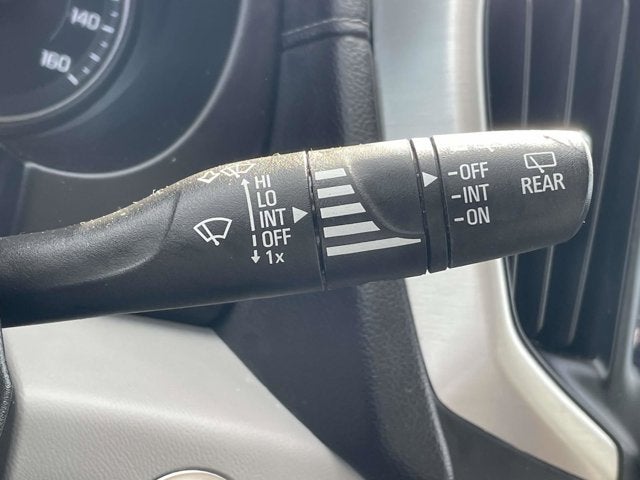 140
160
HI
LO
INT
OFF
1x
-OFF
-INT
-ON
REAR